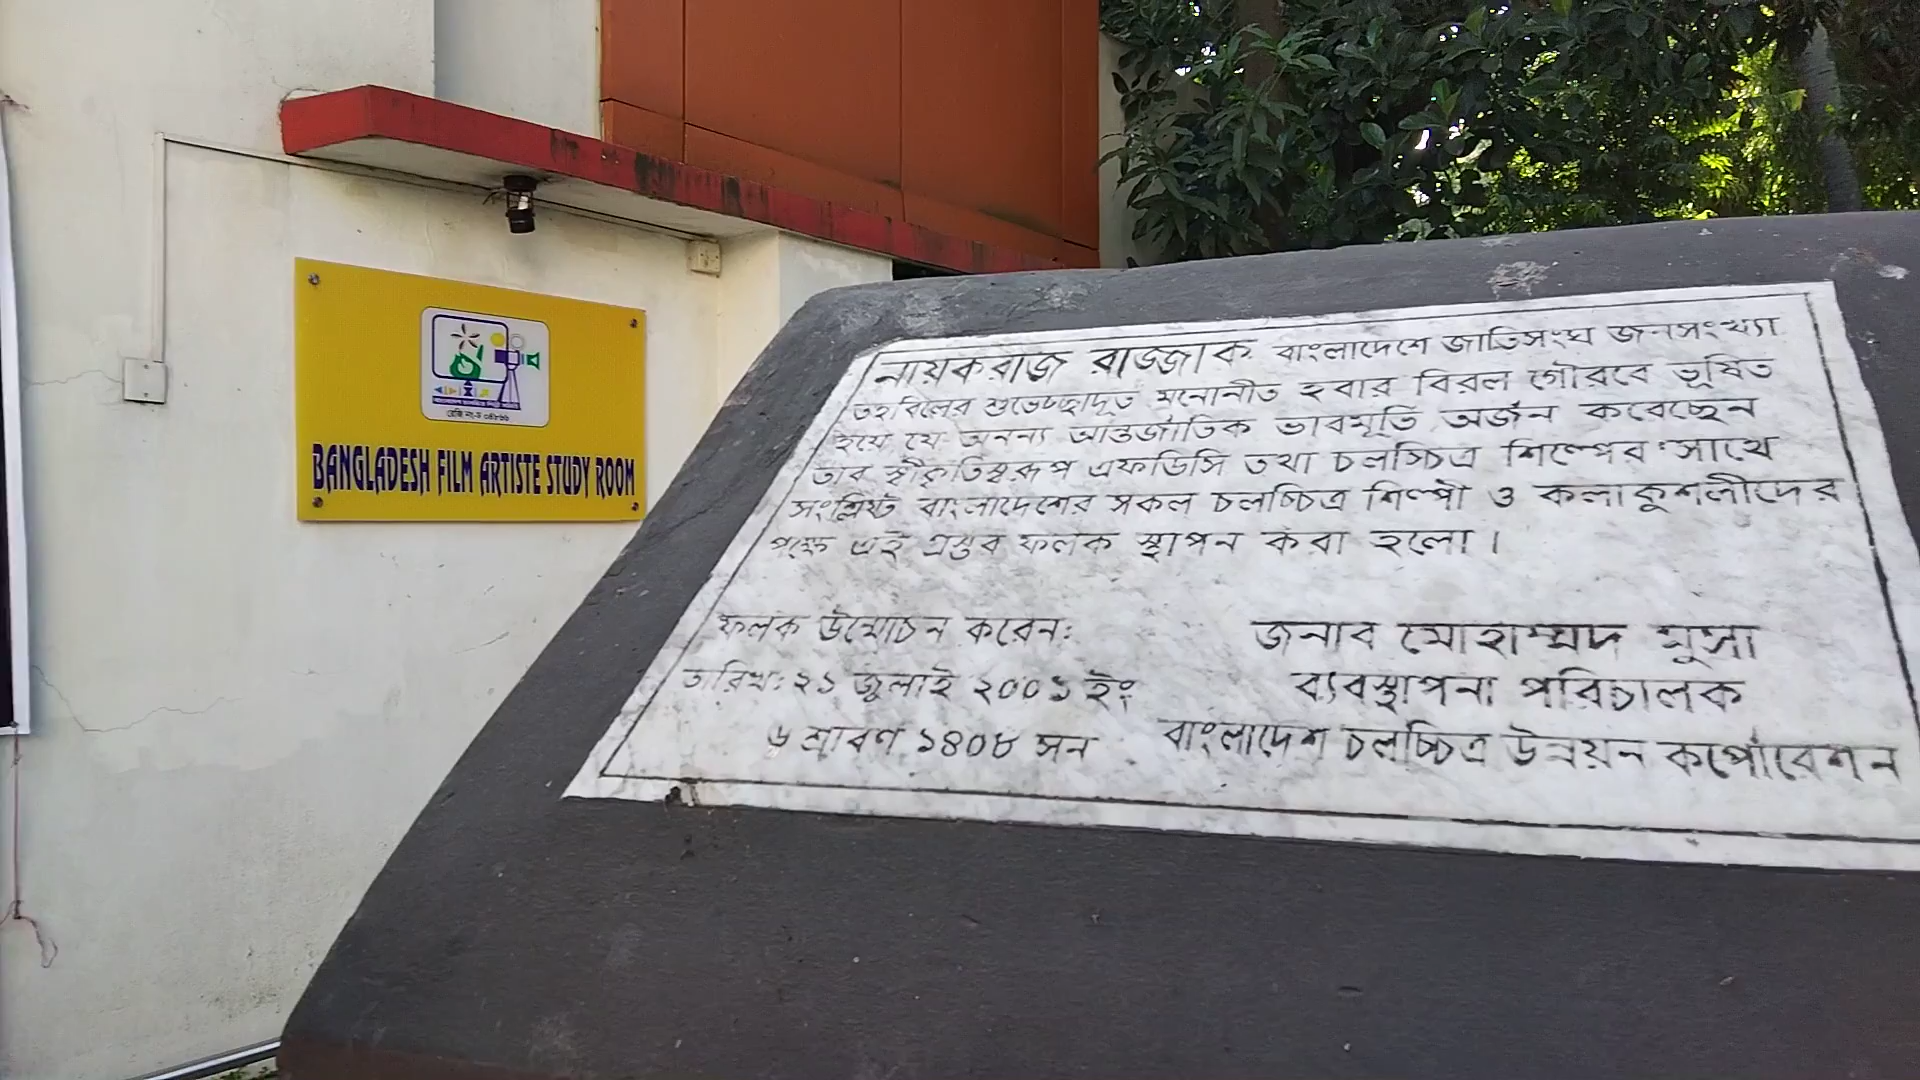 রেজি নং-ঢ ০৪৮৬৬
BANGLADESH FILM ARTISTE STUDY ROOM
নায়করাজ রাজ্জাক বাংলাদেশে জাতিসংঘ জনসংখ্যা
তহবিলের শুভেচ্ছাদূত মনোনীত হবার বিরল গৌরবে ভূষিত
হয়ে যে অনন্য আন্তর্জাতিক ভাবমূর্তি অর্জন করেছেন
তার স্বীকৃতিস্বরূপ এফডিসি তথা চলচ্চিত্র শিল্পের সাথে
সংশ্লিষ্ট বাংলাদেশের সকল চলচ্চিত্র শিল্পী ও কলাকুশলীদের
পক্ষে এই প্রস্তর ফলক স্থাপন করা হলো।
ফলক উন্মোচন করেন:
জনাব মোহাম্মদ মুসা
তারিখ: ২১ জুলাই ২০০১ ইং
ব্যবস্থাপনা পরিচালক
৬ শ্রাবণ ১৪০৮ সন
বাংলাদেশ চলচ্চিত্র উন্নয়ন কর্পোরেশন